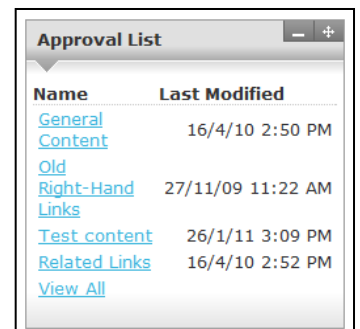 Approval List
Name Last Modified
General
Content 16/4/10 2:50 PM
Old
Right-Hand 27/11/09 11:22 AM
Links
Test content 26/1/11 3:09 PM
Related Links 16/4/10 2:52 PM
View All